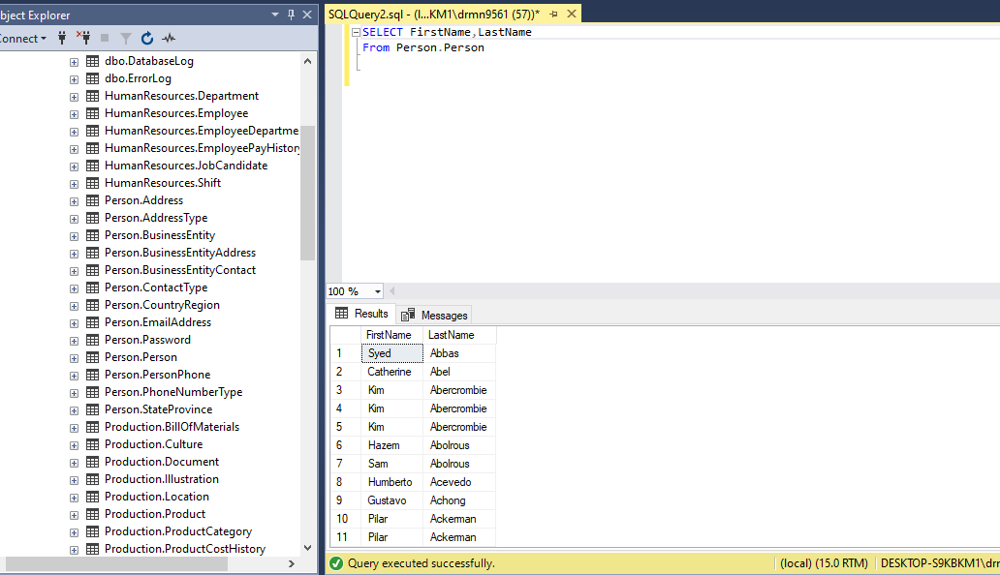 bject Explorer
onnect
dbo.DatabaseLog
dbo.ErrorLog
HumanResources.Department
HumanResources.Employee
HumanResources.EmployeeDepartme
HumanResources.EmployeePayHistory
HumanResources.JobCandidate
HumanResources.Shift
Person.Address
Person.AddressType
Person.BusinessEntity
Person.BusinessEntityAddress
Person.BusinessEntityContact
Person.ContactType
Person.CountryRegion
Person.EmailAddress
Person.Password
Person.Person
Person.PersonPhone
Person.PhoneNumberType
Person.StateProvince
Production.BillOfMaterials
Production.Culture
Production.Document
Production.Illustration
Production.Location
Production.Product
Production.ProductCategory
Production.ProductCostHistory
SQLQuery2.sql - (l...KM1\drmn9561 (57))*
SELECT FirstName,LastName
From Person.Person
100 %
Results Messages
FirstName LastName
1 Syed Abbas
2 Catherine Abel
3 Kim Abercrombie
4 Kim Abercrombie
5 Kim Abercrombie
6 Hazem Abolrous
7 Sam Abolrous
8 Humberto Acevedo
9 Gustavo Achong
10 Pilar Ackerman
11 Pilar Ackerman
Query executed successfully. (local) (15.0 RTM) DESKTOP-S9KBKM1\drm